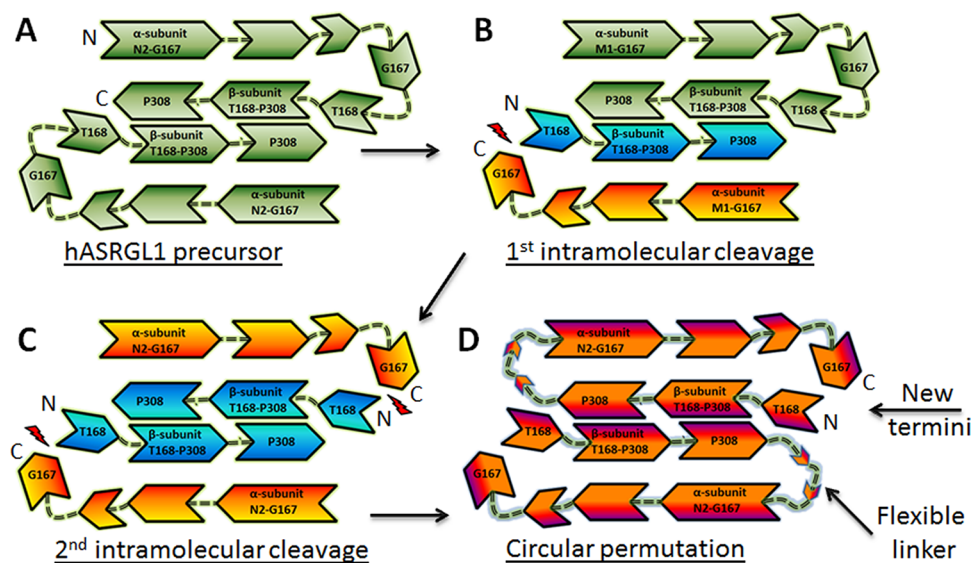 A
N
α-subunit
N2-G167
G167
C
P308
β-subunit
T168-P308
T168
T168
β-subunit
T168-P308
P308
G167
α-subunit
N2-G167
hASRGL1 precursor
B
α-subunit
M1-G167
G167
P308
β-subunit
T168-P308
T168
N
T168
β-subunit
T168-P308
P308
C
G167
α-subunit
M1-G167
1st intramolecular cleavage
C
α-subunit
N2-G167
G167
C
P308
β-subunit
T168-P308
T168
N
N
T168
β-subunit
T168-P308
P308
C
G167
α-subunit
N2-G167
2nd intramolecular cleavage
D
α-subunit
N2-G167
G167
C
P308
β-subunit
T168-P308
T168
N
T168
β-subunit
T168-P308
P308
G167
α-subunit
N2-G167
Circular permutation
New
termini
Flexible
linker